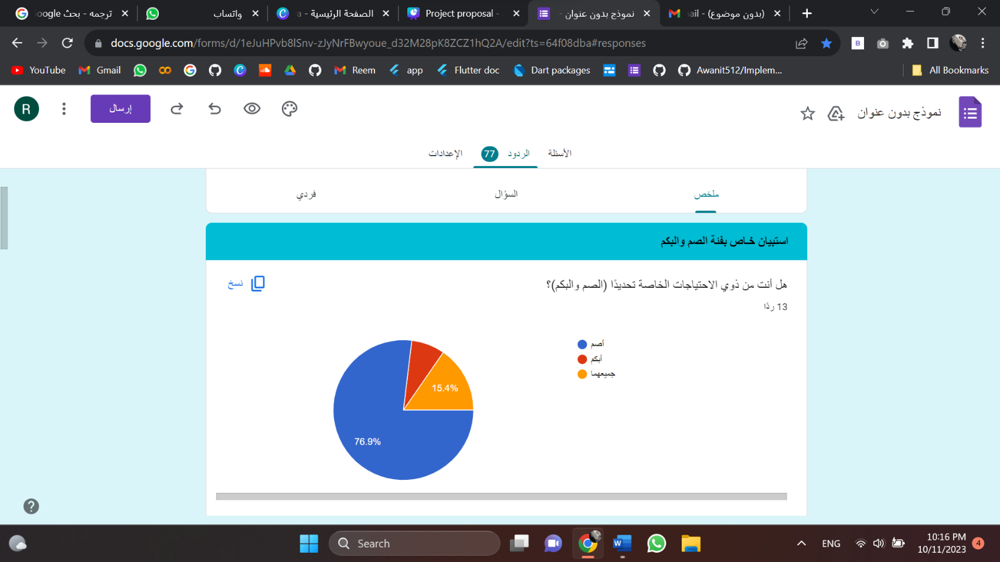 ترجمه - بحث Google
واتساب
الصفحة الرئيسية -
Project proposal -
نموذج بدون عنوان -
(بدون موضوع) -
docs.google.com/forms/d/1eJuHPvb8lSnv-zJyNrFBwyoue_d32M28pK8ZCZ1hQ2A/edit?ts=64f08dba#responses
YouTube
Gmail
Reem
app
Flutter doc
Dart packages
Awanit512/Implem...
All Bookmarks
R
إرسال
نموذج بدون عنوان
الأسئلة
الردود
77
الإعدادات
ملخص
السؤال
فردي
استبيان خاص بفئة الصم والبكم
هل أنت من ذوي الاحتياجات الخاصة تحديدًا (الصم والبكم)؟
نسخ
13 ردًا
أصم
أبكم
جميعهما
15.4%
76.9%
Search
ENG
10:16 PM
10/11/2023
4